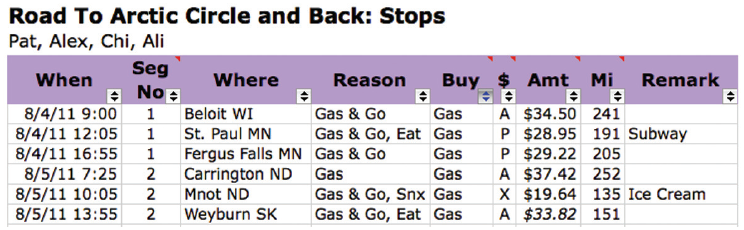 Road To Arctic Circle and Back: Stops
Pat, Alex, Chi, Ali
When Seg No Where Reason Buy $ Amt Mi Remark
8/4/11 9:00 1 Beloit WI Gas & Go Gas A $34.50 241
8/4/11 12:05 1 St. Paul MN Gas & Go, Eat Gas P $28.95 191 Subway
8/4/11 16:55 1 Fergus Falls MN Gas & Go Gas P $29.22 205
8/5/11 7:25 2 Carrington ND Gas Gas A $37.42 252
8/5/11 10:05 2 Mnot ND Gas & Go, Snx Gas X $19.64 135 Ice Cream
8/5/11 13:55 2 Weyburn SK Gas & Go, Eat Gas A $33.82 151